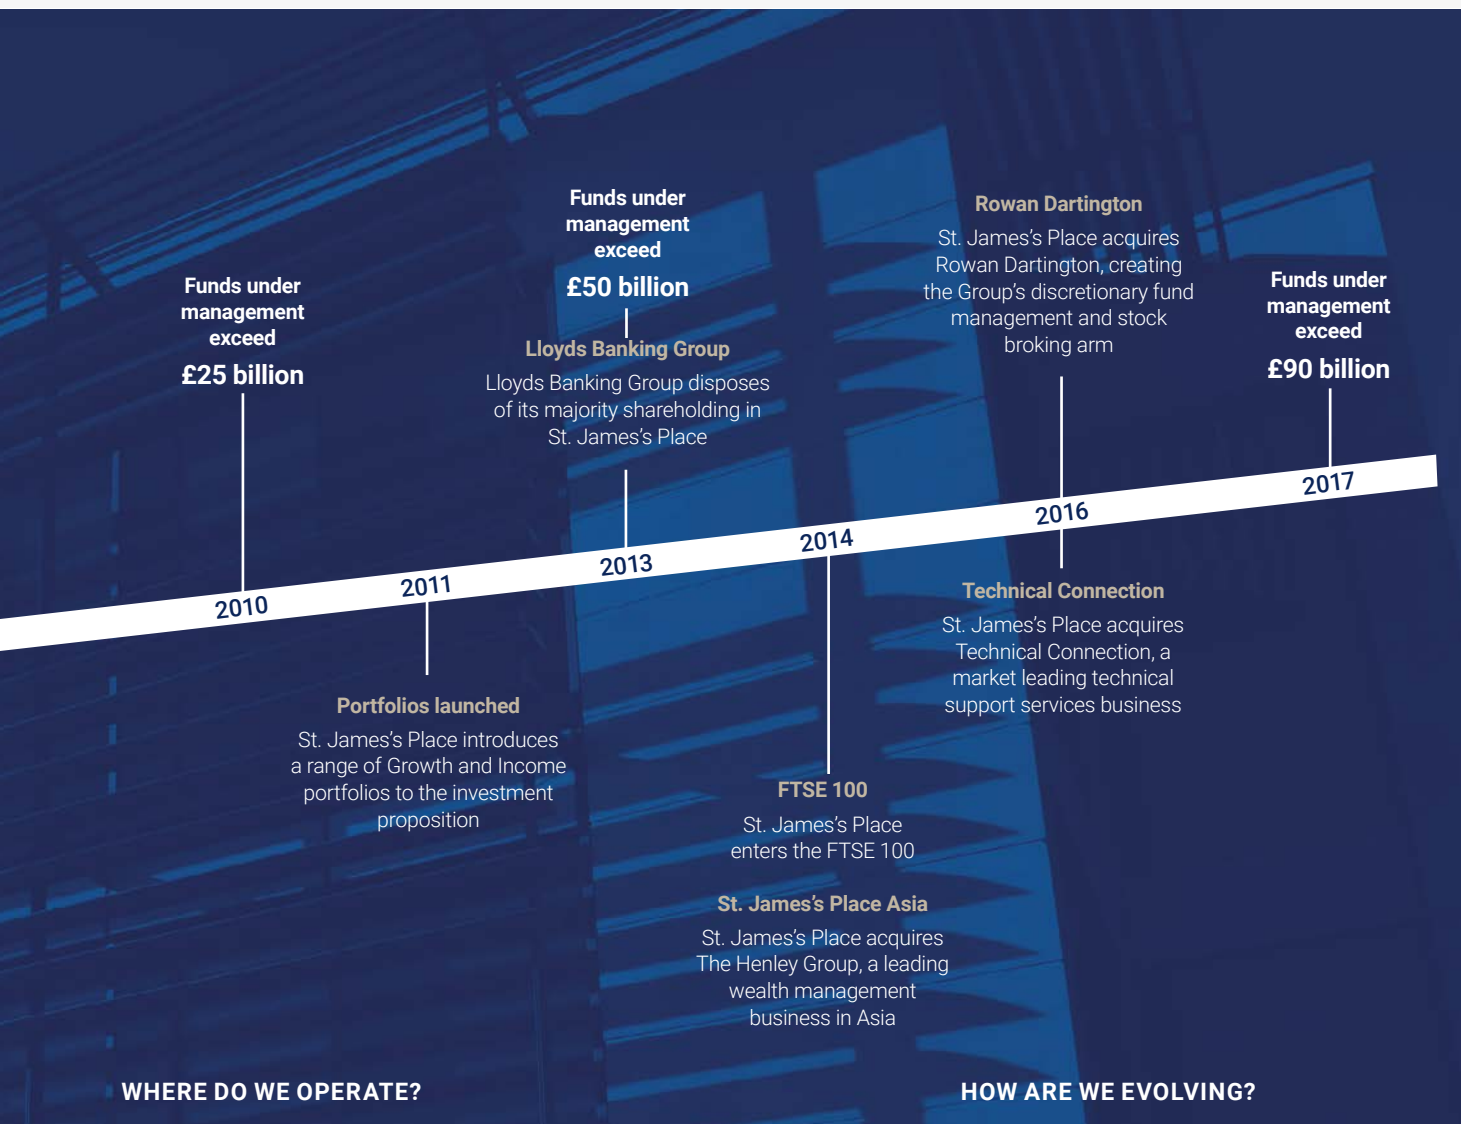 Funds under
management
exceed
£25 billion
2010
2011
Portfolios launched
St. James’s Place introduces
a range of Growth and Income
portfolios to the investment
proposition
Funds under
management
exceed
£50 billion
Lloyds Banking Group
Lloyds Banking Group disposes
of its majority shareholding in
St. James’s Place
2013
2014
FTSE 100
St. James’s Place
enters the FTSE 100
St. James’s Place Asia
St. James’s Place acquires
The Henley Group, a leading
wealth management
business in Asia
Rowan Dartington
St. James’s Place acquires
Rowan Dartington, creating
the Group’s discretionary fund
management and stock
broking arm
2016
Technical Connection
St. James’s Place acquires
Technical Connection, a
market leading technical
support services business
Funds under
management
exceed
£90 billion
2017
WHERE DO WE OPERATE?
HOW ARE WE EVOLVING?